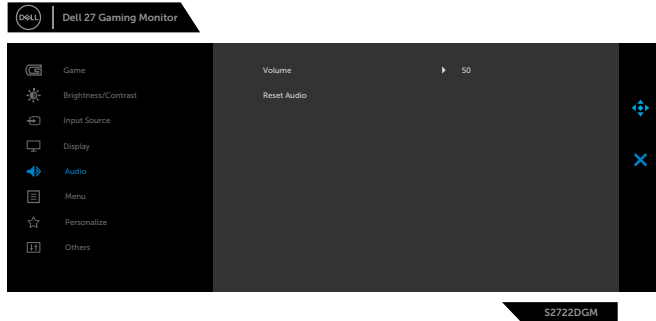 DELL
Dell 27 Gaming Monitor
Game
Volume 50
Brightness/Contrast
Reset Audio
Input Source
Display
Audio
Menu
Personalize
Others
S2722DGM